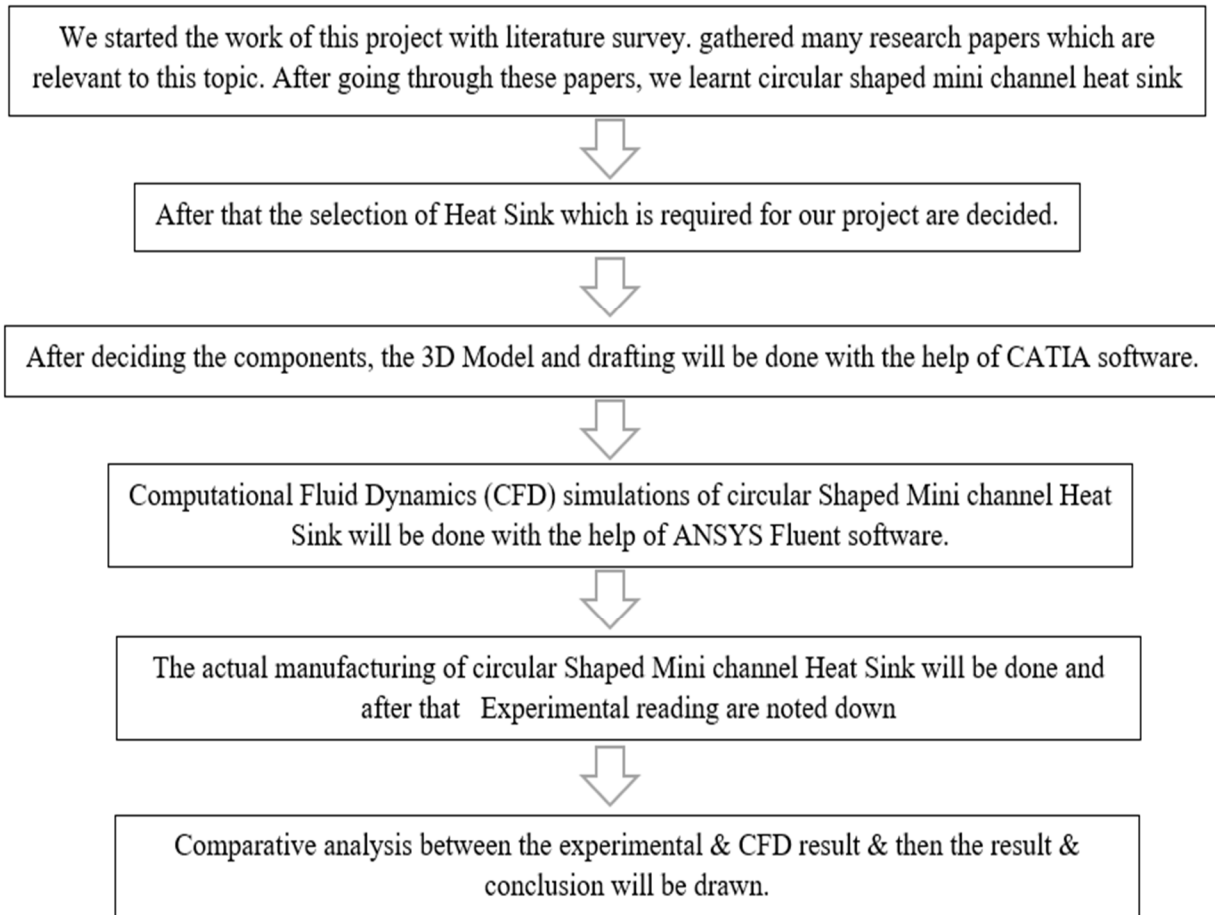 We started the work of this project with literature survey. gathered many research papers which are
relevant to this topic. After going through these papers, we learnt circular shaped mini channel heat sink
After that the selection of Heat Sink which is required for our project are decided.
After deciding the components, the 3D Model and drafting will be done with the help of CATIA software.
Computational Fluid Dynamics (CFD) simulations of circular Shaped Mini channel Heat
Sink will be done with the help of ANSYS Fluent software.
The actual manufacturing of circular Shaped Mini channel Heat Sink will be done and
after that   Experimental reading are noted down
Comparative analysis between the experimental & CFD result & then the result &
conclusion will be drawn.